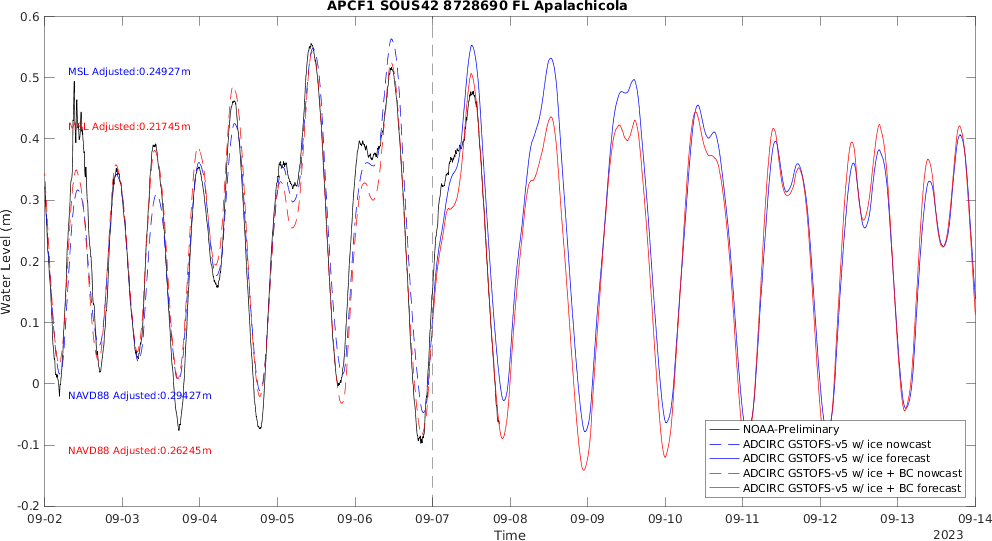 APCF1 SOUS42 8728690 FL Apalachicola
0.6
0.5
0.4
0.3
0.2
0.1
0
-0.1
-0.2
Water Level (m)
MSL Adjusted:0.24927m
MSL Adjusted:0.21745m
NAVD88 Adjusted:0.29427m
NAVD88 Adjusted:0.26245m
NOAA-Preliminary
ADCIRC GSTOFS-v5 w/ ice nowcast
ADCIRC GSTOFS-v5 w/ ice forecast
ADCIRC GSTOFS-v5 w/ ice + BC nowcast
ADCIRC GSTOFS-v5 w/ ice + BC forecast
09-02 09-03 09-04 09-05 09-06 09-07 09-08 09-09 09-10 09-11 09-12 09-13 09-14
Time
2023